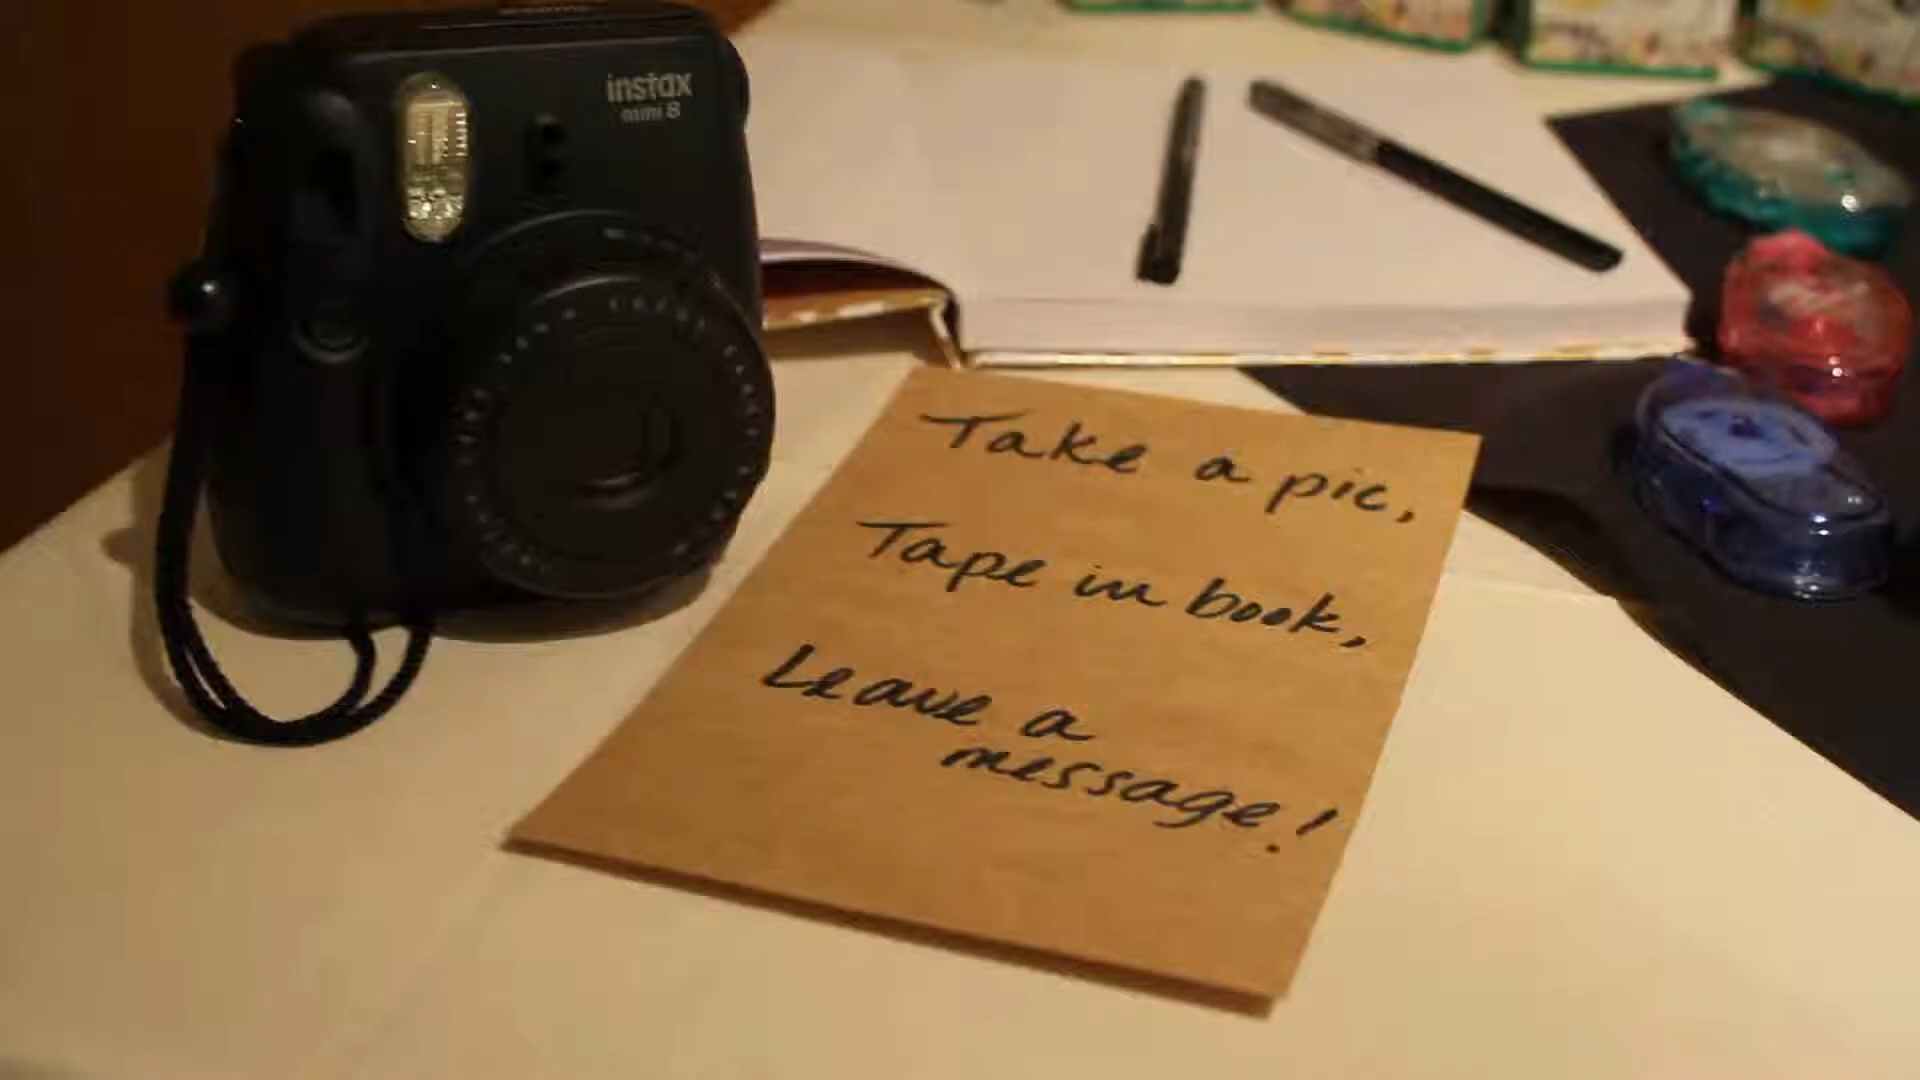 instax
mini 8
Take a pic,
Tape in book,
Leave a
message!